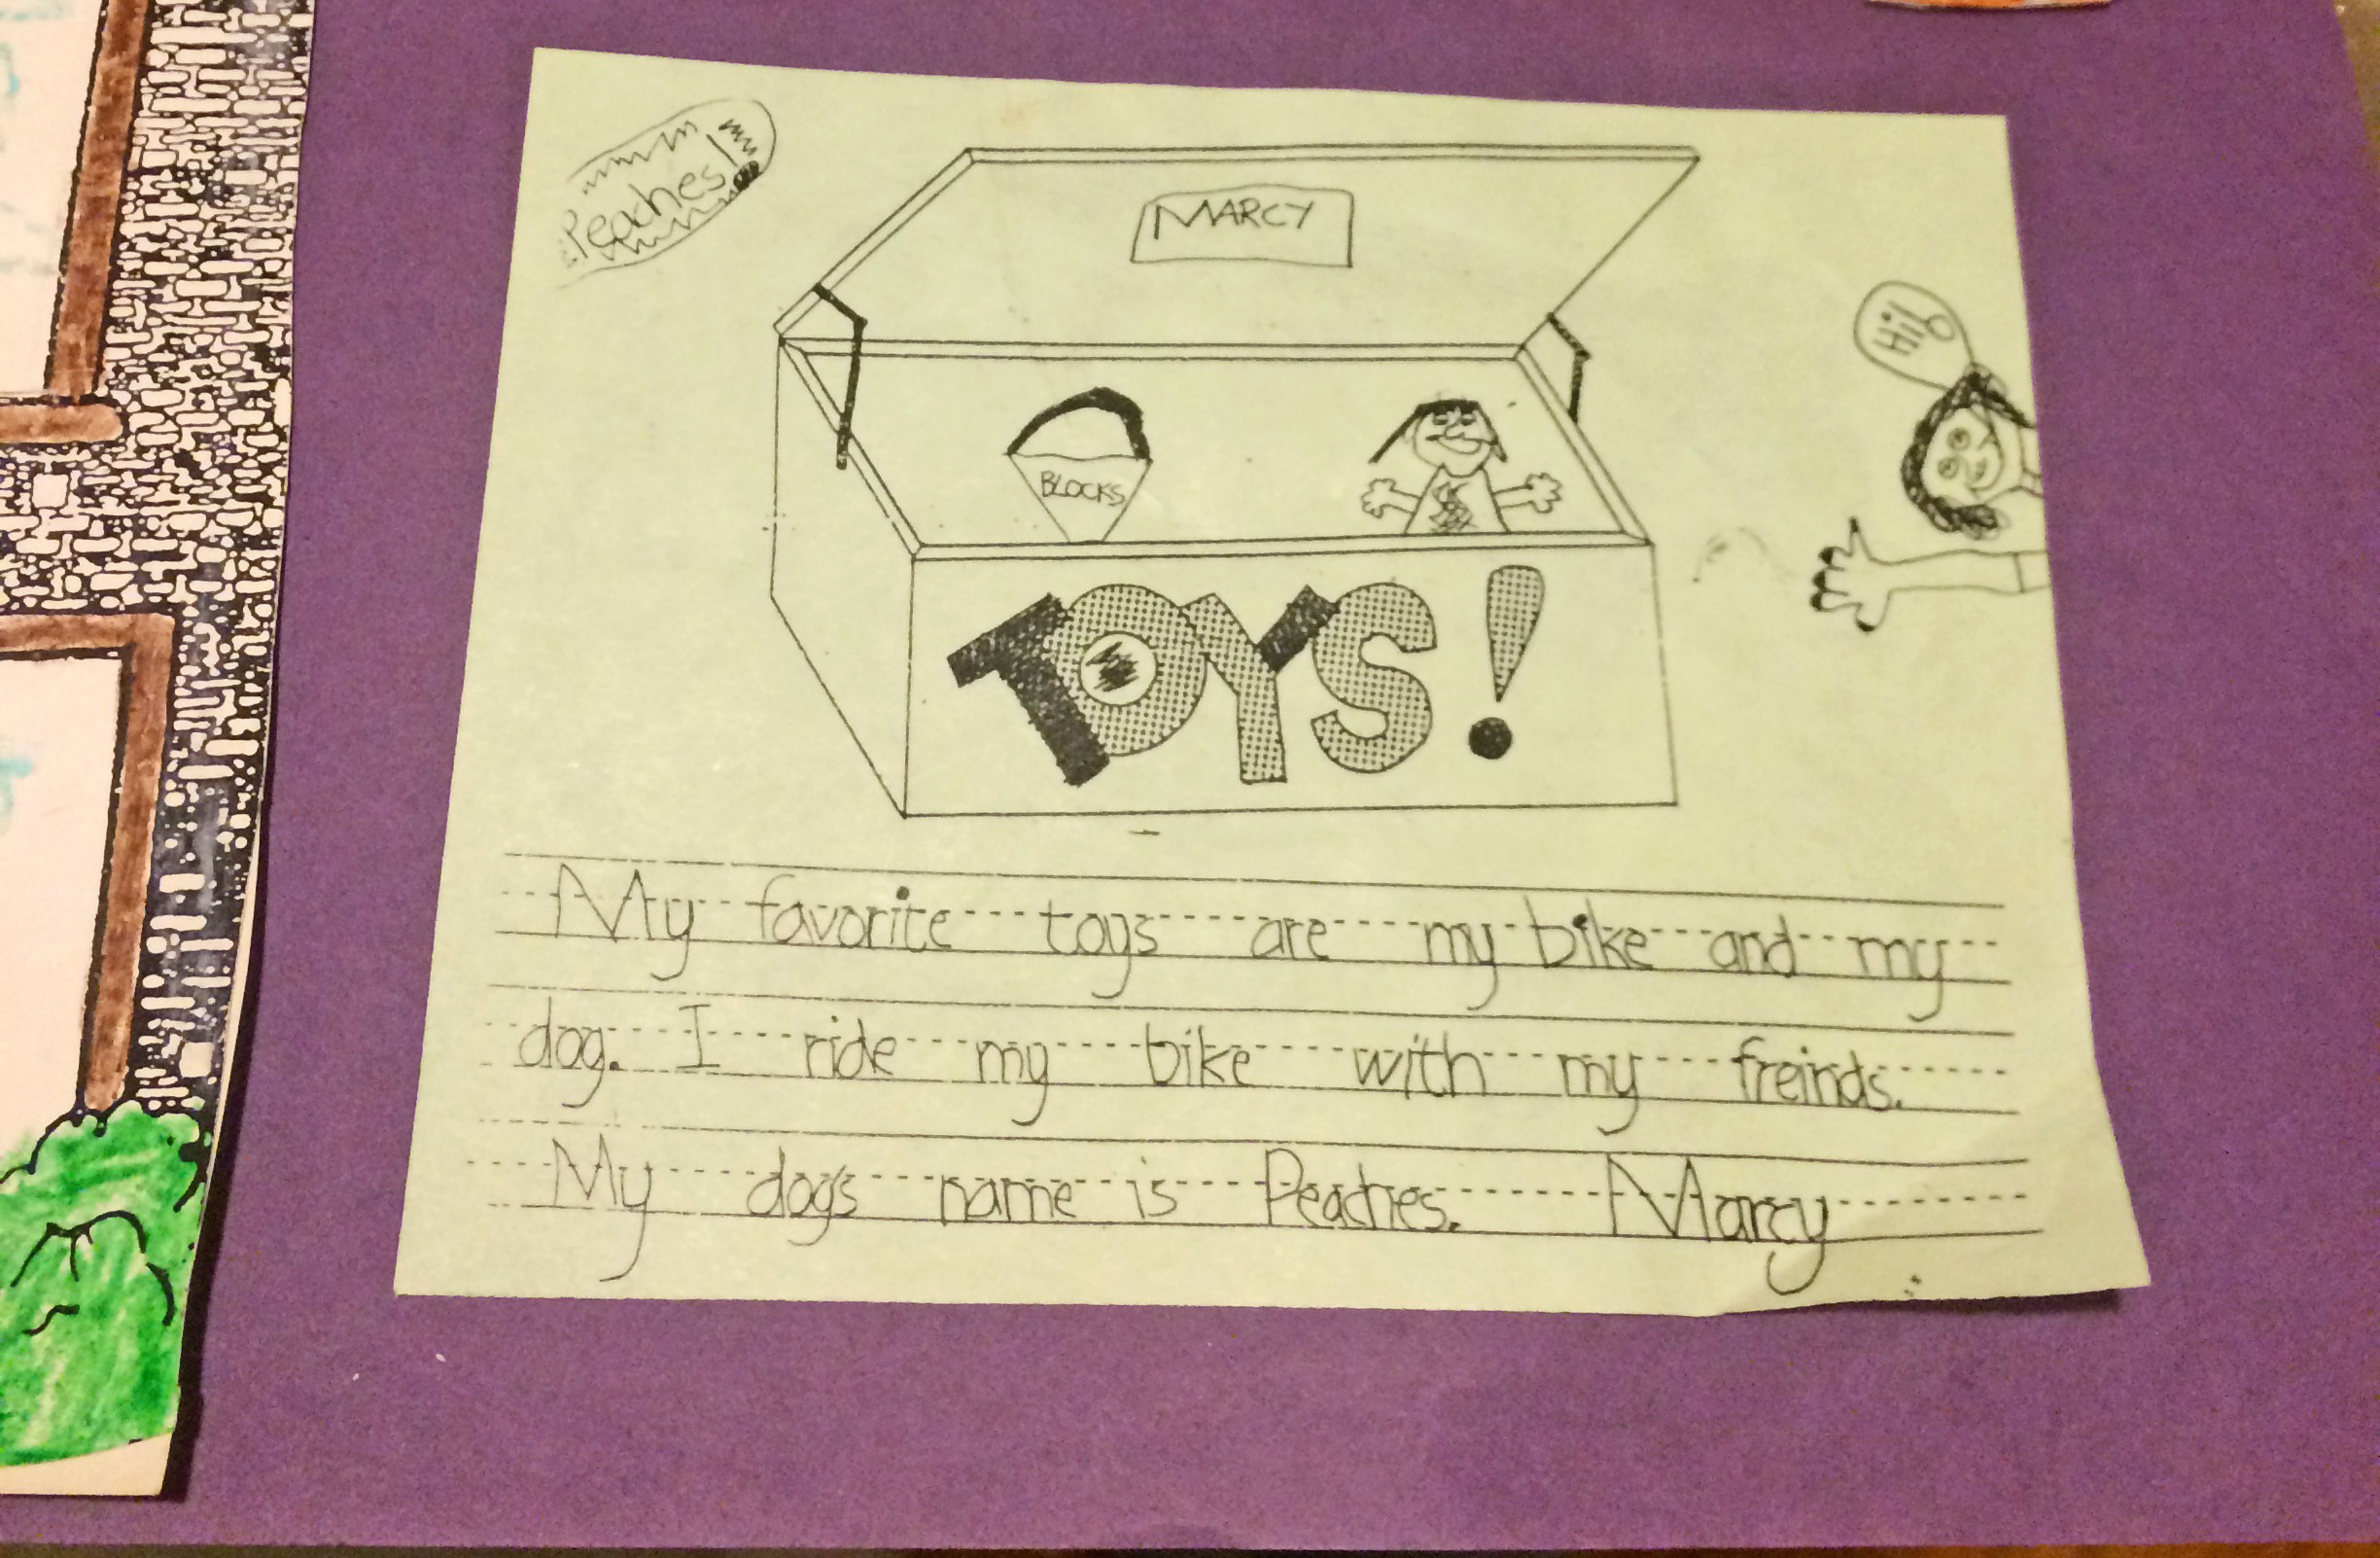 Peaches!
MARCY
Hi!
BLOCKS
TOYS!
My favorite toys are my bike and my
dog. I ride my bike with my freinds.
My dog's name is Peaches. Marcy